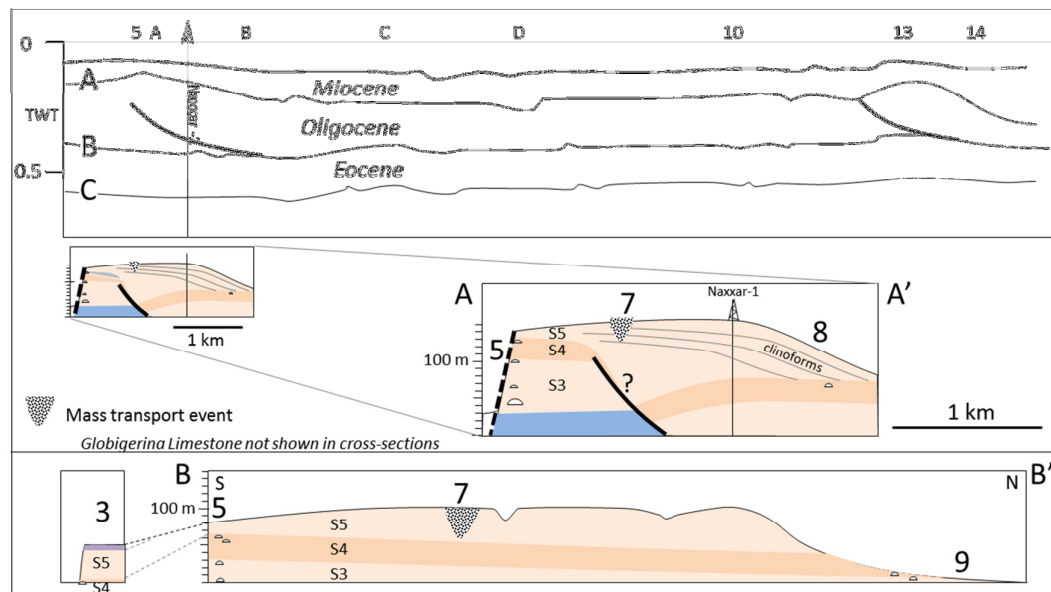 5 A B C D 10 13 14
0
A
Miocene
Naxxar -
TWT
Oligocene
B
Eocene
0.5
C
A A'
7
Naxxar-1
8
S5
5
S4
clinoforms
100 m
1 km
S3
?
Mass transport event
1 km
Globigerina Limestone not shown in cross-sections
B B'
S N
3
5
7
100 m
S5
S5
S4
9
S4
S3